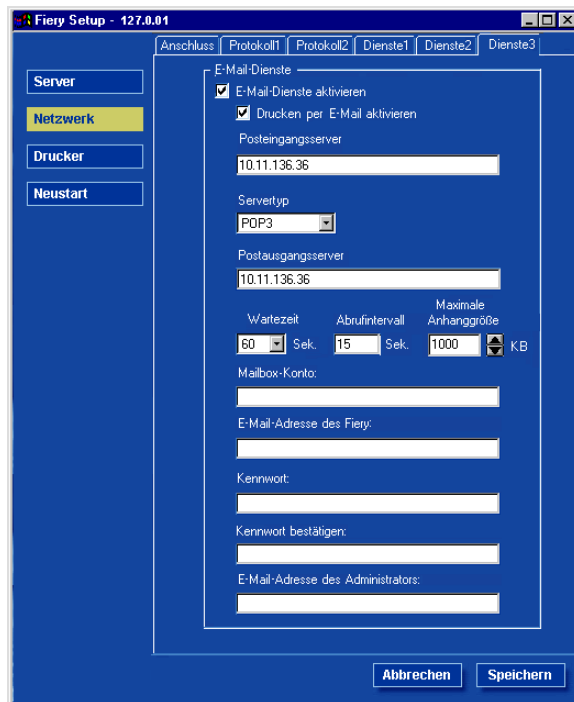 Fiery Setup - 127.0.01
Anschluss Protokoll1 Protokoll2 Dienste1 Dienste2 Dienste3
Server
Netzwerk
Drucker
Neustart
E-Mail-Dienste
E-Mail-Dienste aktivieren
Drucken per E-Mail aktivieren
Posteingangsserver
10.11.136.36
Servertyp
POP3
Postausgangsserver
10.11.136.36
Wartezeit Abrufintervall Maximale Anhanggröße
60 Sek. 15 Sek. 1000 KB
Mailbox-Konto:
E-Mail-Adresse des Fiery:
Kennwort:
Kennwort bestätigen:
E-Mail-Adresse des Administrators:
Abbrechen Speichern